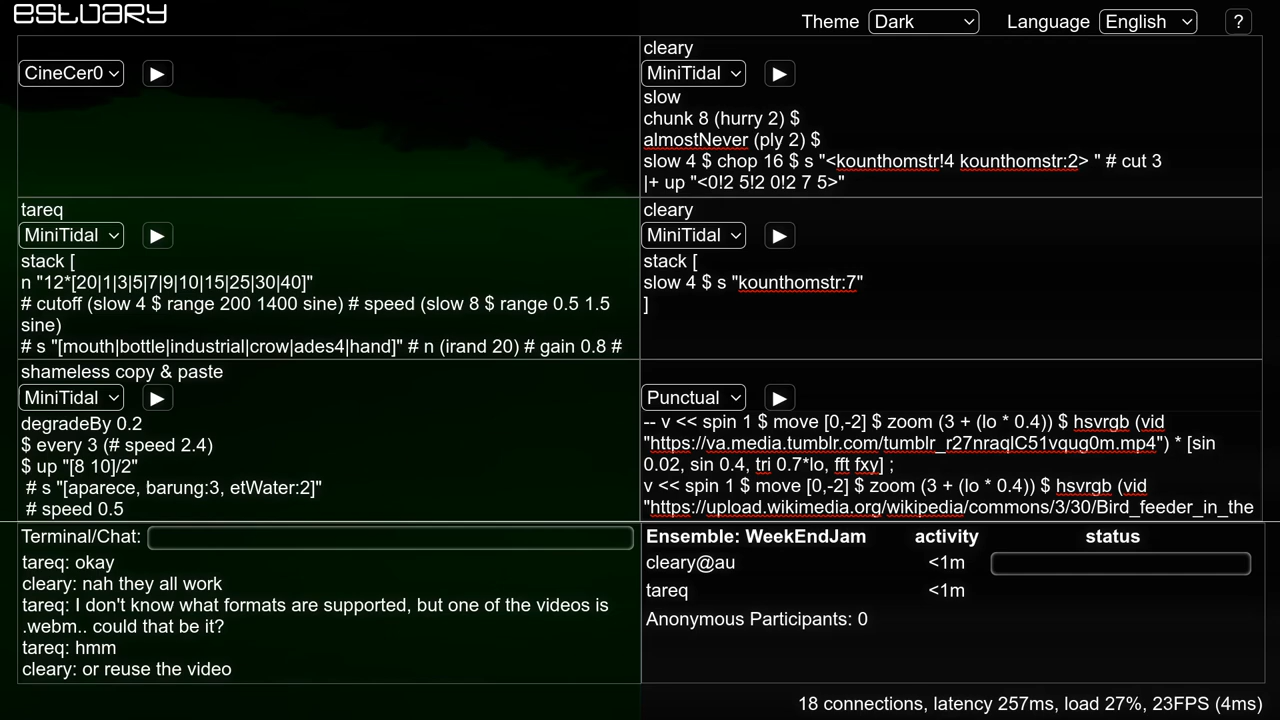 estuary
Theme Dark Language English ?
CineCer0 ▶
cleary
MiniTidal ▶
slow
chunk 8 (hurry 2) $
almostNever (ply 2) $
slow 4 $ chop 16 $ s "<kounthomstr!4 kounthomstr:2> " # cut 3
|+ up "<0!2 5!2 0!2 7 5>"
tareq
MiniTidal ▶
stack [
n "12*[20|1|3|5|7|9|10|15|25|30|40]"
# cutoff (slow 4 $ range 200 1400 sine) # speed (slow 8 $ range 0.5 1.5
sine)
# s "[mouth|bottle|industrial|crow|ades4|hand]" # n (irand 20) # gain 0.8 #
cleary
MiniTidal ▶
stack [
slow 4 $ s "kounthomstr:7"
]
shameless copy & paste
MiniTidal ▶
degradeBy 0.2
$ every 3 (# speed 2.4)
$ up "[8 10]/2"
# s "[aparece, barung:3, etWater:2]"
# speed 0.5
Punctual ▶
-- v << spin 1 $ move [0,-2] $ zoom (3 + (lo * 0.4)) $ hsvrgb (vid
"https://va.media.tumblr.com/tumblr_r27nraqIC51vqug0m.mp4") * [sin
0.02, sin 0.4, tri 0.7*lo, fft fxy] ;
v << spin 1 $ move [0,-2] $ zoom (3 + (lo * 0.4)) $ hsvrgb (vid
"https://upload.wikimedia.org/wikipedia/commons/3/30/Bird_feeder_in_the
Terminal/Chat:
tareq: okay
cleary: nah they all work
tareq: I don't know what formats are supported, but one of the videos is
.webm.. could that be it?
tareq: hmm
cleary: or reuse the video
Ensemble: WeekEndJam activity status
cleary@au <1m
tareq <1m
Anonymous Participants: 0
18 connections, latency 257ms, load 27%, 23FPS (4ms)